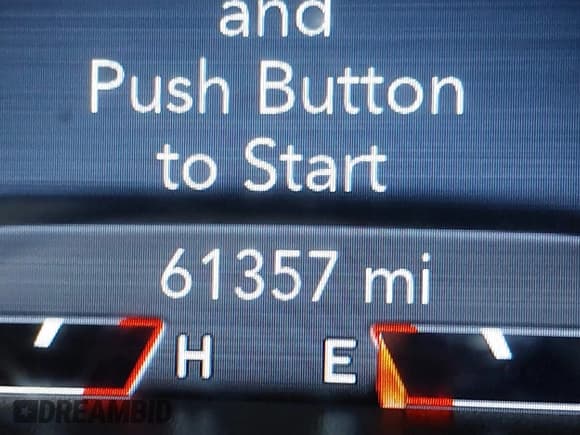 and
Push Button
to Start
61357 mi
H E
DREAMBID